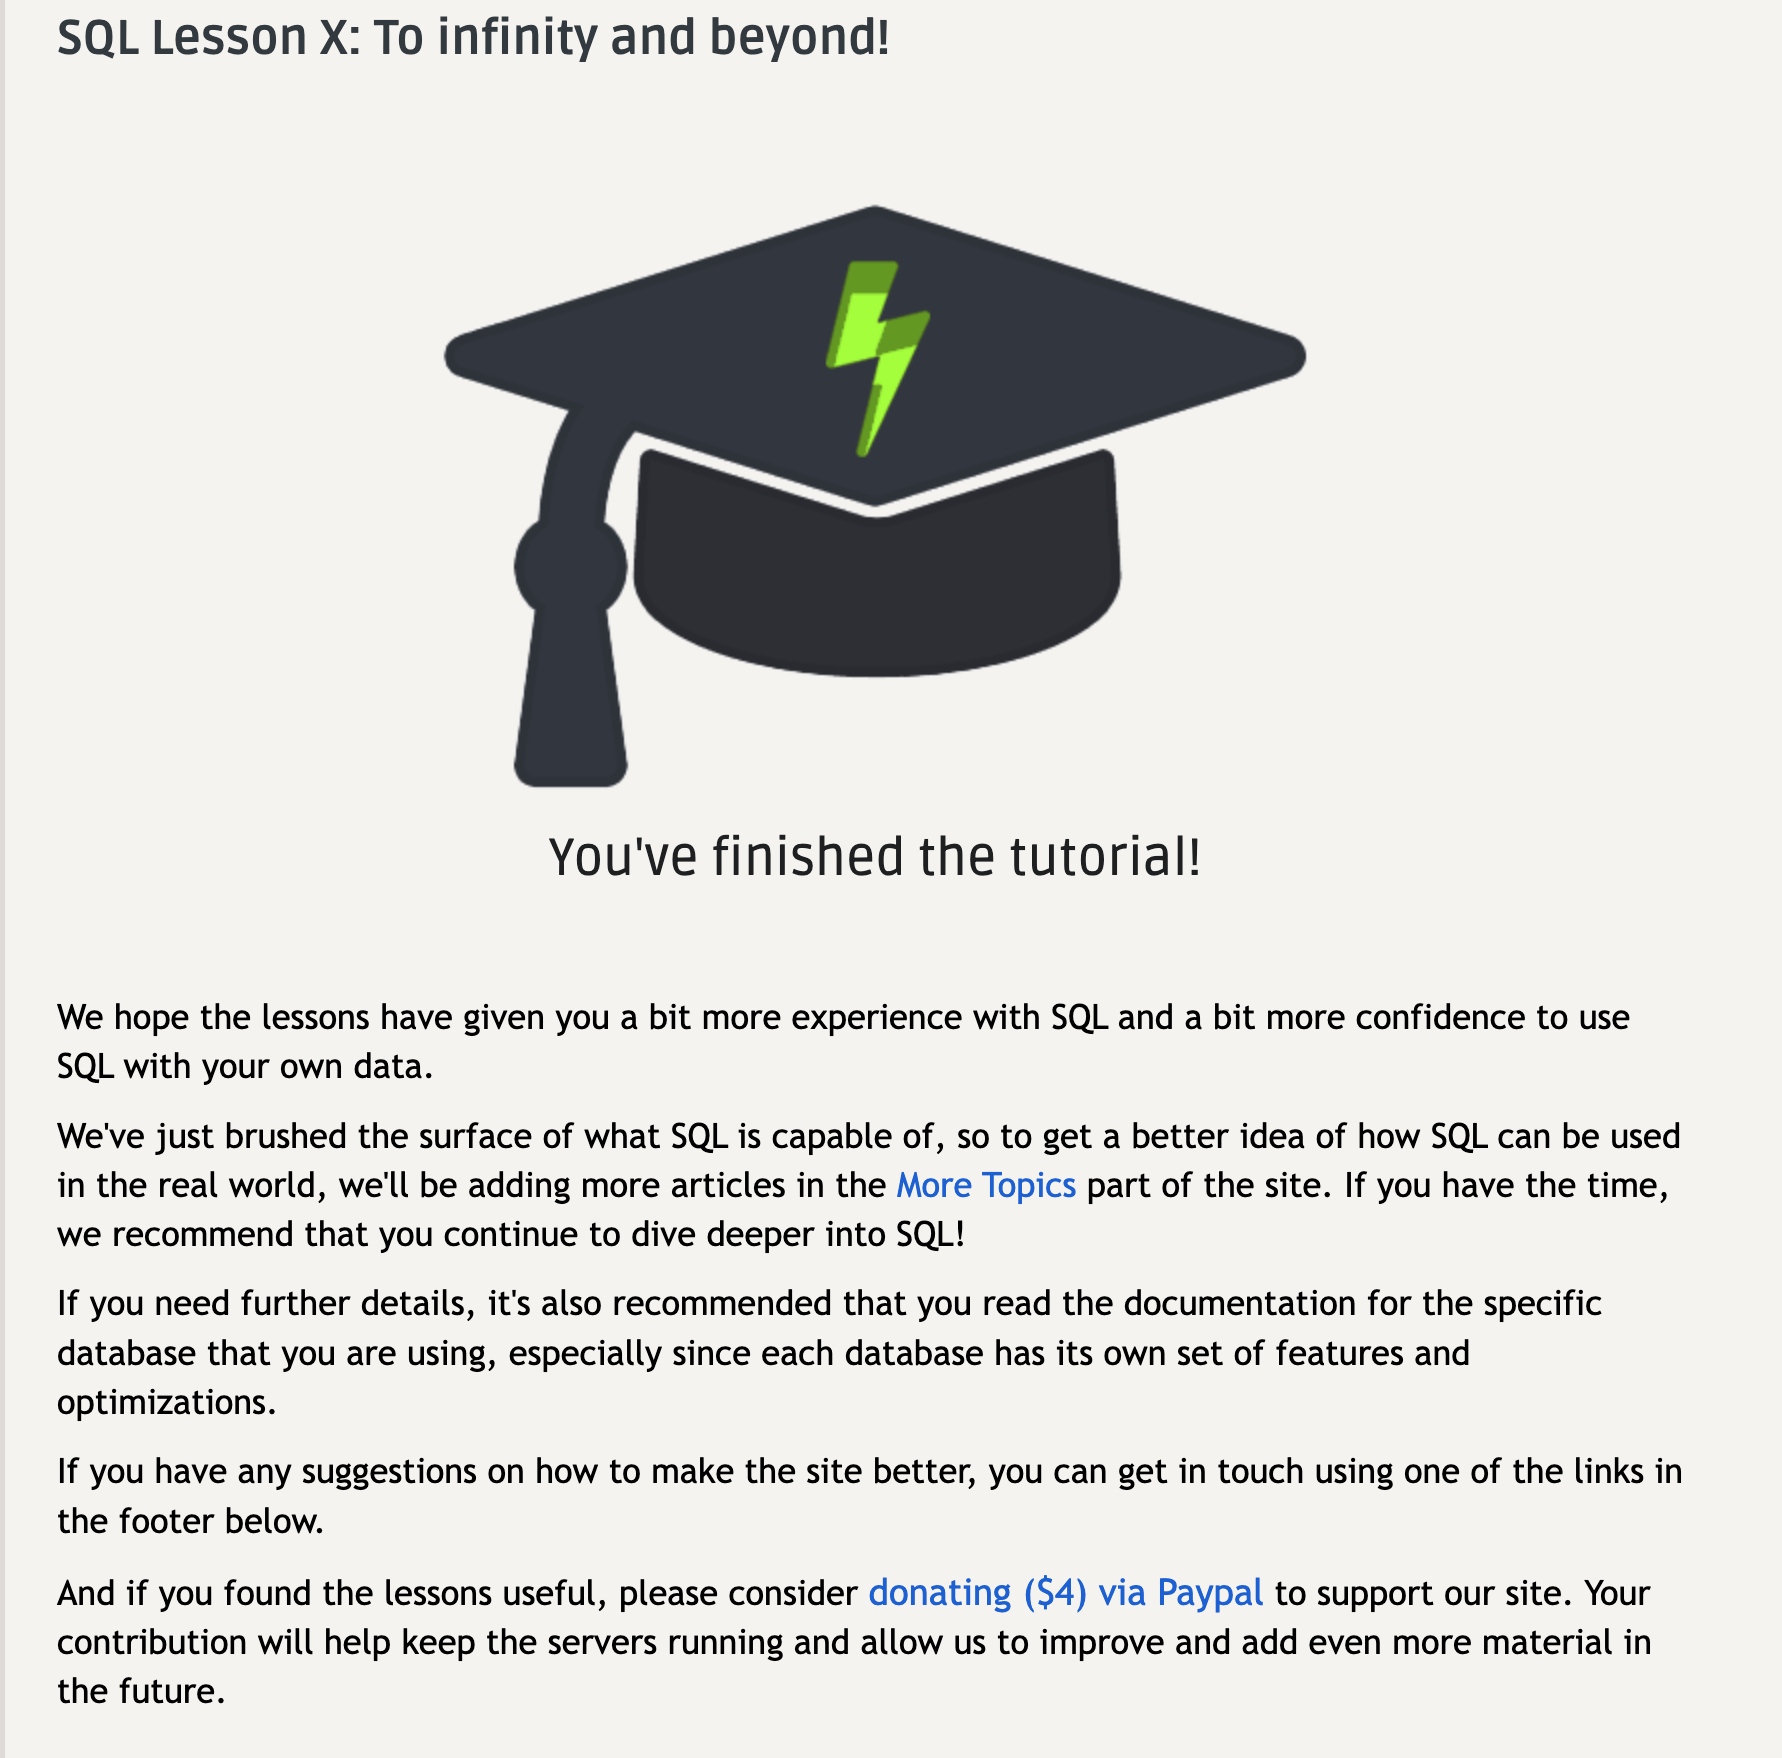 SQL Lesson X: To infinity and beyond!
You've finished the tutorial!
We hope the lessons have given you a bit more experience with SQL and a bit more confidence to use
SQL with your own data.
We've just brushed the surface of what SQL is capable of, so to get a better idea of how SQL can be used
in the real world, we'll be adding more articles in the More Topics part of the site. If you have the time,
we recommend that you continue to dive deeper into SQL!
If you need further details, it's also recommended that you read the documentation for the specific
database that you are using, especially since each database has its own set of features and
optimizations.
If you have any suggestions on how to make the site better, you can get in touch using one of the links in
the footer below.
And if you found the lessons useful, please consider donating ($4) via Paypal to support our site. Your
contribution will help keep the servers running and allow us to improve and add even more material in
the future.